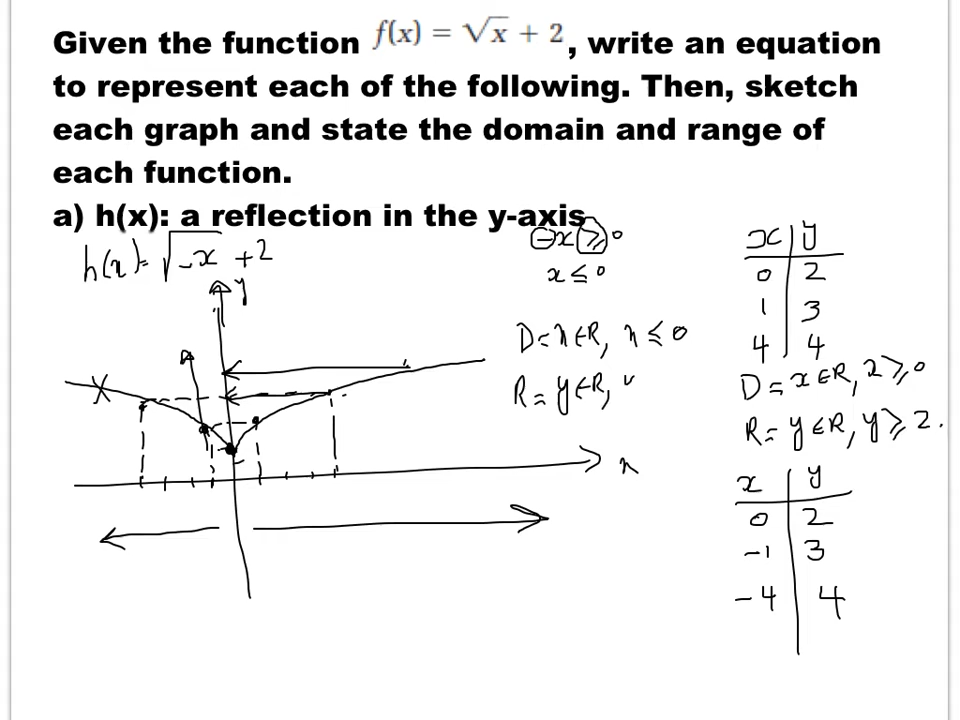 Given the function f(x) = √x + 2, write an equation
to represent each of the following. Then, sketch
each graph and state the domain and range of
each function.
a) h(x): a reflection in the y-axis
h(x) = √-x + 2
-x ≥ 0
x ≤ 0
D = x ∈ R, x ≤ 0
R = y ∈ R,
y
x
x | y
0 | 2
1 | 3
4 | 4
D = x ∈ R, x ≥ 0
R = y ∈ R, y ≥ 2.
x | y
0 | 2
-1 | 3
-4 | 4